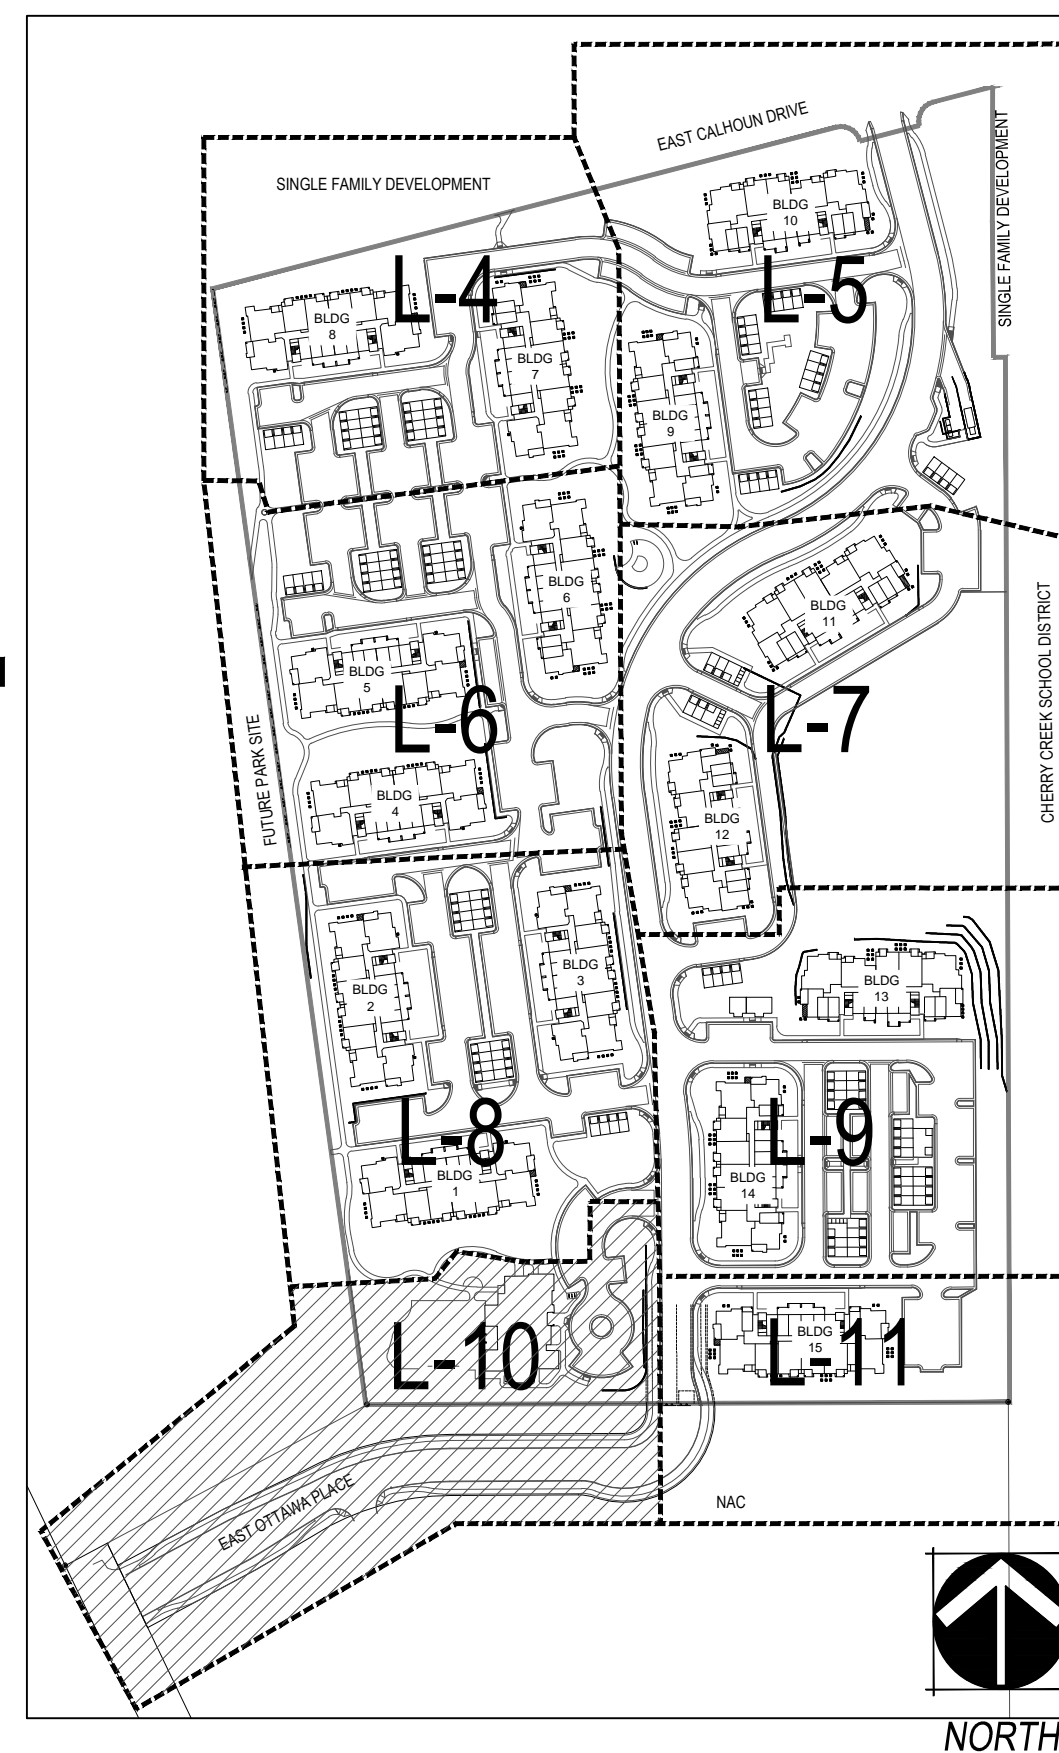 EAST CALHOUN DRIVE
SINGLE FAMILY DEVELOPMENT
SINGLE FAMILY DEVELOPMENT
BLDG
10
L-4
L-5
BLDG
8
BLDG
7
BLDG
9
BLDG
6
BLDG
11
CHERRY CREEK SCHOOL DISTRICT
BLDG
5
L-6
L-7
FUTURE PARK SITE
BLDG
4
BLDG
12
BLDG
3
BLDG
2
BLDG
13
L-8
L-9
BLDG
1
BLDG
14
L-10
L-11
BLDG
15
EAST OTTAWA PLACE
NAC
NORTH